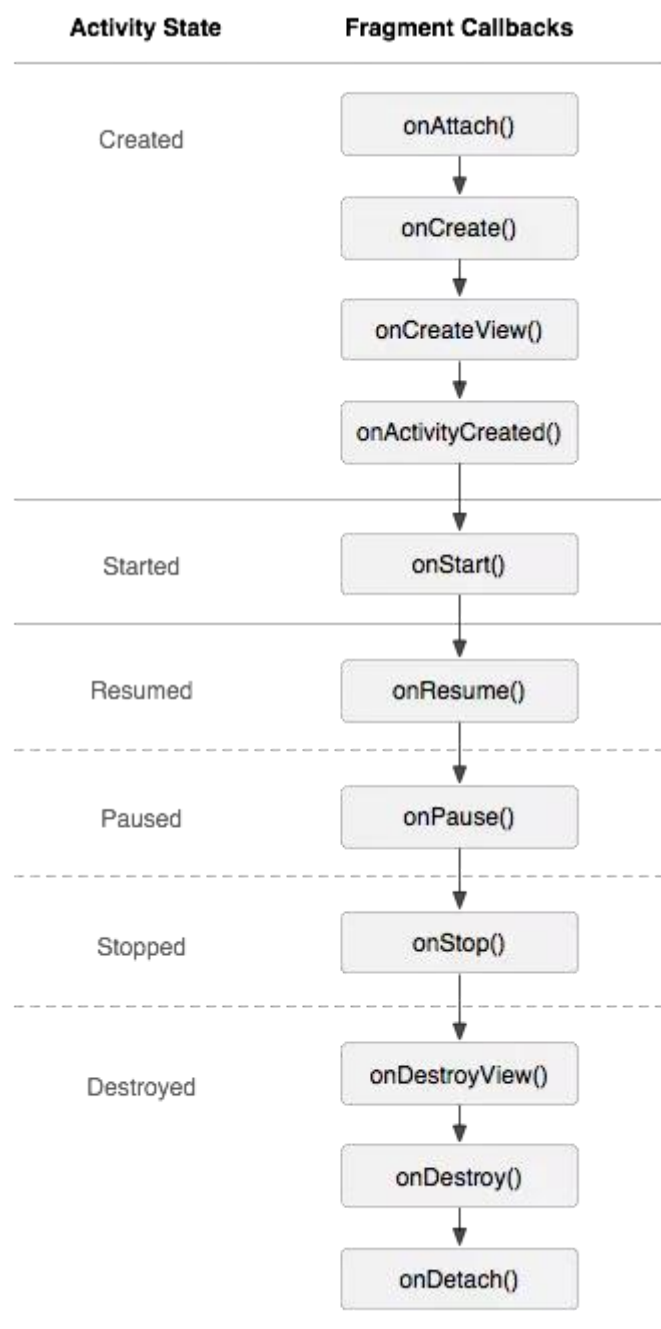 Activity State Fragment Callbacks
Created
onAttach()
onCreate()
onCreateView()
onActivityCreated()
Started
onStart()
Resumed
onResume()
Paused
onPause()
Stopped
onStop()
Destroyed
onDestroyView()
onDestroy()
onDetach()